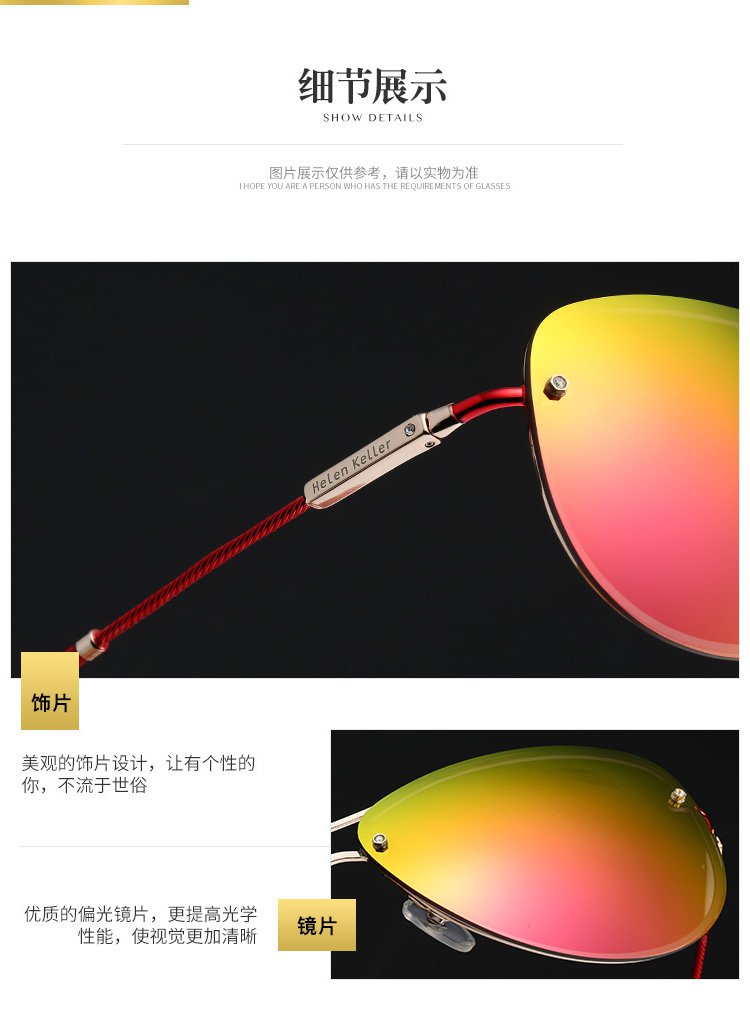 细节展示
SHOW DETAILS
图片展示仅供参考，请以实物为准
I HOPE YOU ARE A PERSON WHO HAS THE REQUIREMENTS OF GLASSES
Helen Keller
饰片
美观的饰片设计，让有个性的
你，不流于世俗
优质的偏光镜片，更提高光学
性能，使视觉更加清晰
镜片